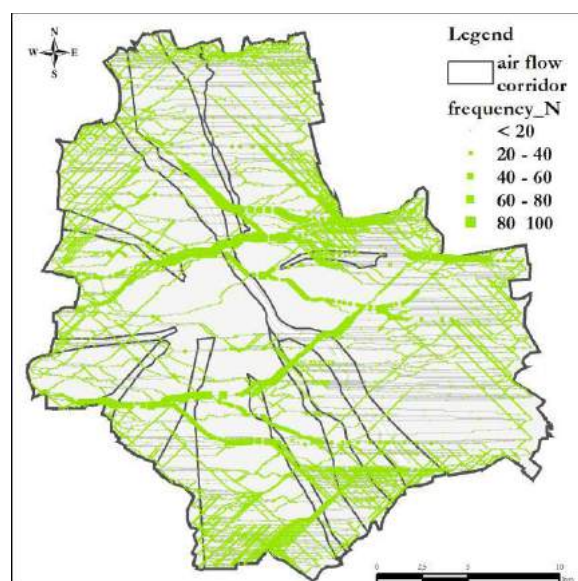 N
W E
S
Legend
air flow
corridor
frequency_N
< 20
20 - 40
40 - 60
60 - 80
80 100
0 2,5 5 10